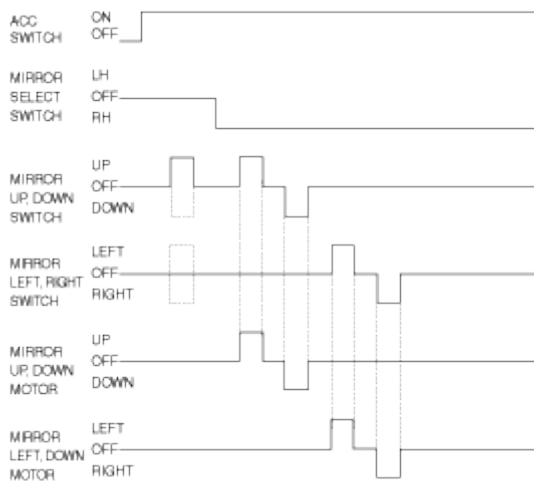 ACC SWITCH
ON
OFF
MIRROR SELECT SWITCH
LH
OFF
RH
MIRROR UP, DOWN SWITCH
UP
OFF
DOWN
MIRROR LEFT, RIGHT SWITCH
LEFT
OFF
RIGHT
MIRROR UP, DOWN MOTOR
UP
OFF
DOWN
MIRROR LEFT, DOWN MOTOR
LEFT
OFF
RIGHT